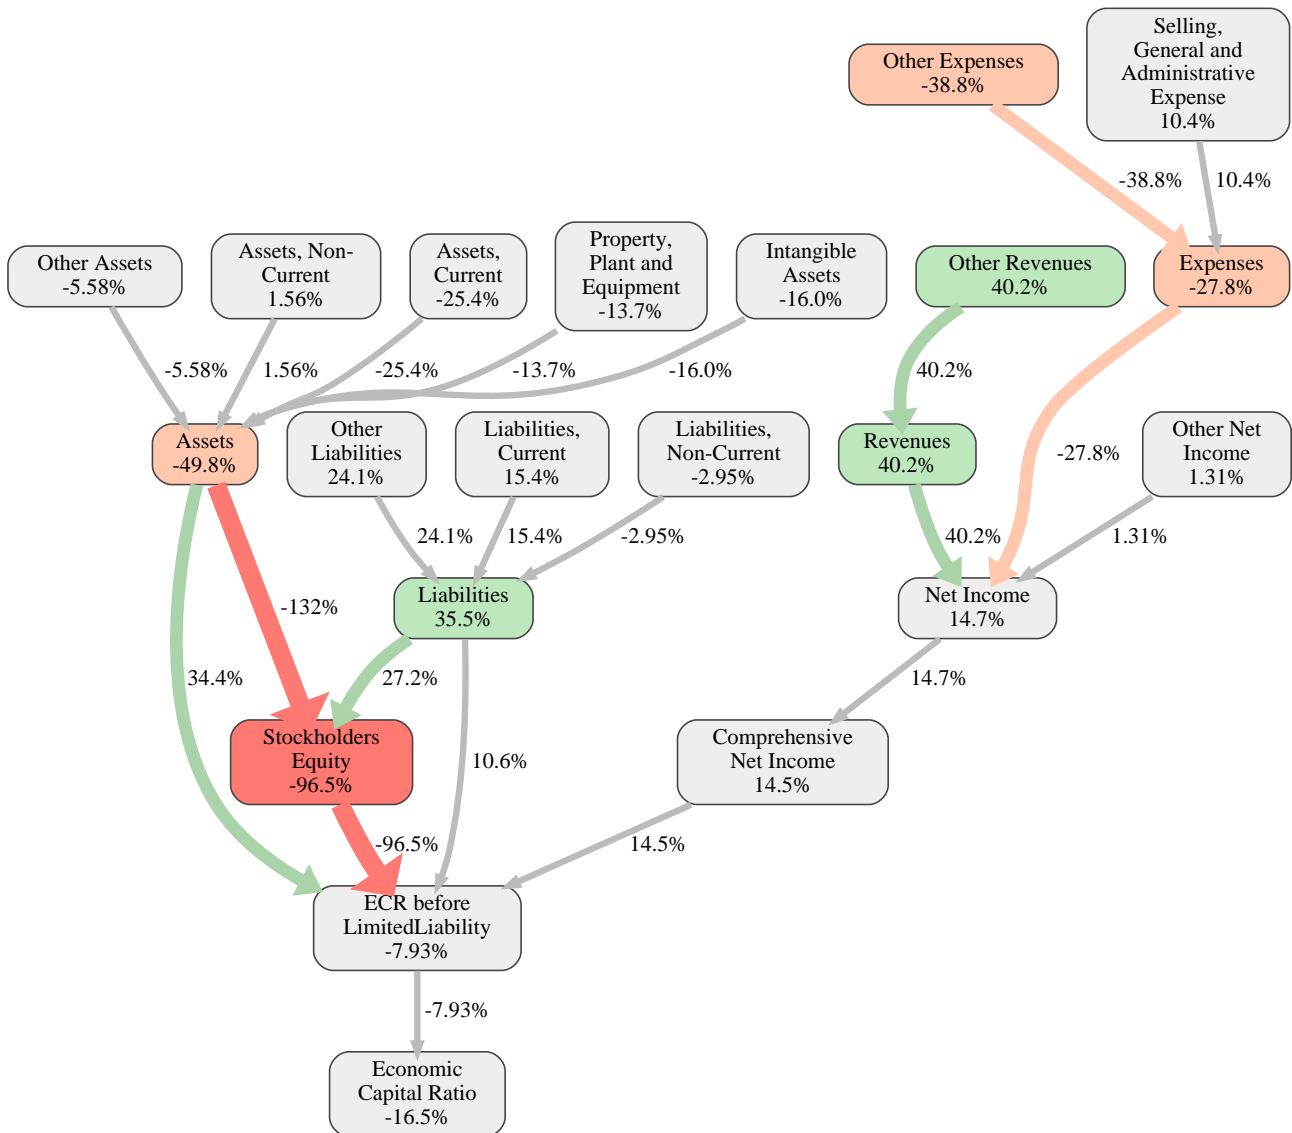 Selling,
General and
Administrative
Expense
10.4%
Other Expenses
-38.8%
-38.8%
10.4%
Other Assets
-5.58%
Assets, Non-
Current
1.56%
Assets,
Current
-25.4%
Property,
Plant and
Equipment
-13.7%
Intangible
Assets
-16.0%
Other Revenues
40.2%
Expenses
-27.8%
-5.58%
1.56%
-25.4%
-13.7%
-16.0%
40.2%
Assets
-49.8%
Other
Liabilities
24.1%
Liabilities,
Current
15.4%
Liabilities,
Non-Current
-2.95%
Revenues
40.2%
-27.8%
Other Net
Income
1.31%
24.1%
15.4%
-2.95%
40.2%
1.31%
-132%
Liabilities
35.5%
Net Income
14.7%
34.4%
27.2%
14.7%
Stockholders
Equity
-96.5%
10.6%
Comprehensive
Net Income
14.5%
-96.5%
14.5%
ECR before
LimitedLiability
-7.93%
-7.93%
Economic
Capital Ratio
-16.5%